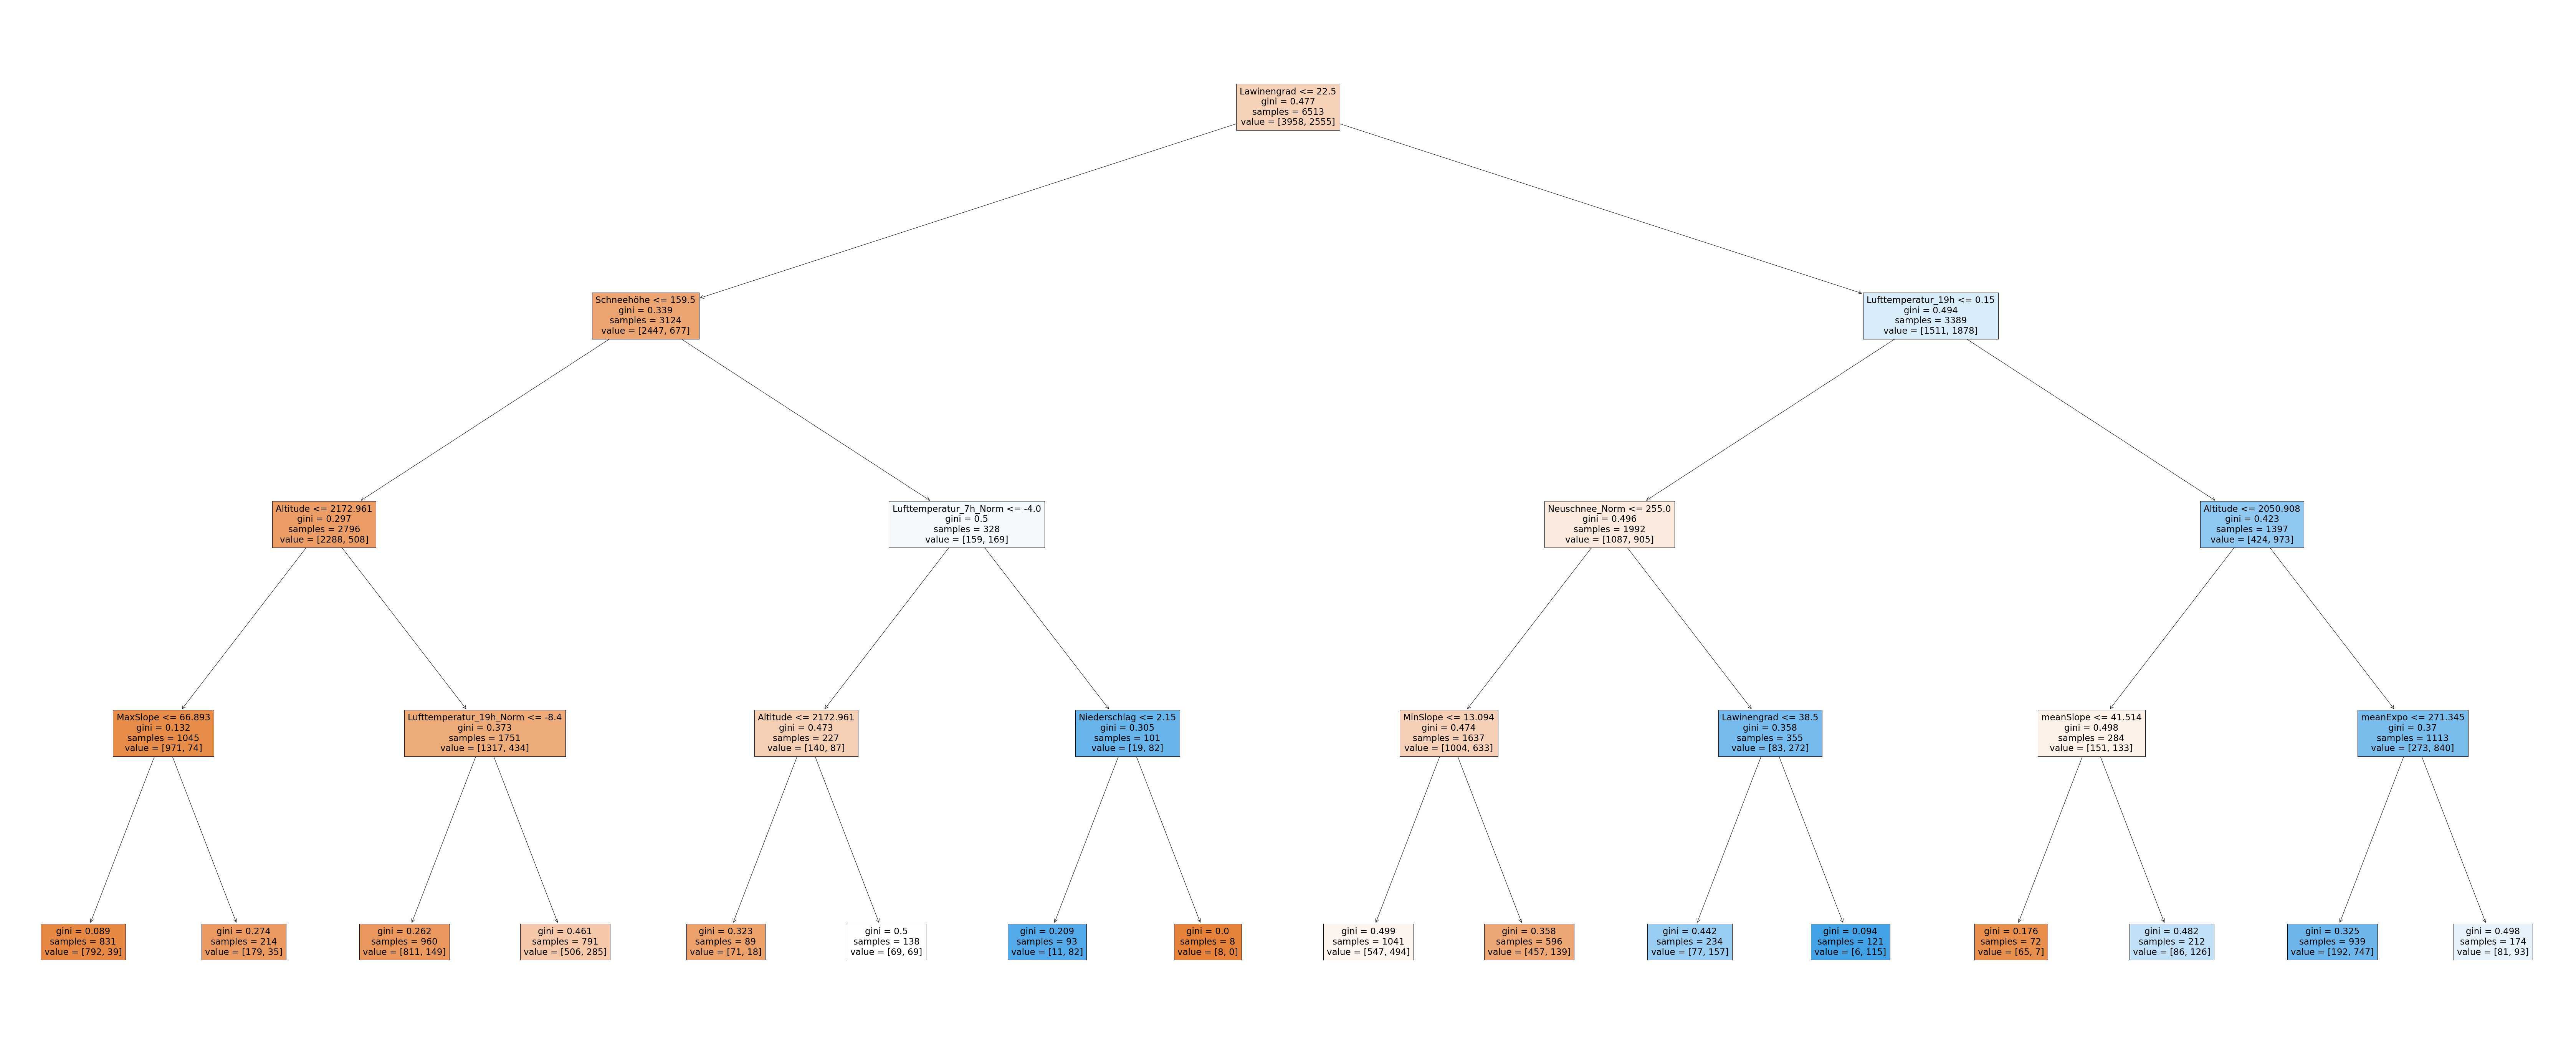 Lawinengrad <= 22.5
gini = 0.477
samples = 6513
value = [3958, 2555]
Schneehöhe <= 159.5
gini = 0.339
samples = 3124
value = [2447, 677]
Lufttemperatur_19h <= 0.15
gini = 0.494
samples = 3389
value = [1511, 1878]
Altitude <= 2172.961
gini = 0.297
samples = 2796
value = [2288, 508]
Lufttemperatur_7h_Norm <= -4.0
gini = 0.5
samples = 328
value = [159, 169]
Neuschnee_Norm <= 255.0
gini = 0.496
samples = 1992
value = [1087, 905]
Altitude <= 2050.908
gini = 0.423
samples = 1397
value = [424, 973]
MaxSlope <= 66.893
gini = 0.132
samples = 1045
value = [971, 74]
Lufttemperatur_19h_Norm <= -8.4
gini = 0.373
samples = 1751
value = [1317, 434]
Altitude <= 2172.961
gini = 0.473
samples = 227
value = [140, 87]
Niederschlag <= 2.15
gini = 0.305
samples = 101
value = [19, 82]
MinSlope <= 13.094
gini = 0.474
samples = 1637
value = [1004, 633]
Lawinengrad <= 38.5
gini = 0.358
samples = 355
value = [83, 272]
meanSlope <= 41.514
gini = 0.498
samples = 284
value = [151, 133]
meanExpo <= 271.345
gini = 0.37
samples = 1113
value = [273, 840]
gini = 0.089
samples = 831
value = [792, 39]
gini = 0.274
samples = 214
value = [179, 35]
gini = 0.262
samples = 960
value = [811, 149]
gini = 0.461
samples = 791
value = [506, 285]
gini = 0.323
samples = 89
value = [71, 18]
gini = 0.5
samples = 138
value = [69, 69]
gini = 0.209
samples = 93
value = [11, 82]
gini = 0.0
samples = 8
value = [8, 0]
gini = 0.499
samples = 1041
value = [547, 494]
gini = 0.358
samples = 596
value = [457, 139]
gini = 0.442
samples = 234
value = [77, 157]
gini = 0.094
samples = 121
value = [6, 115]
gini = 0.176
samples = 72
value = [65, 7]
gini = 0.482
samples = 212
value = [86, 126]
gini = 0.325
samples = 939
value = [192, 747]
gini = 0.498
samples = 174
value = [81, 93]